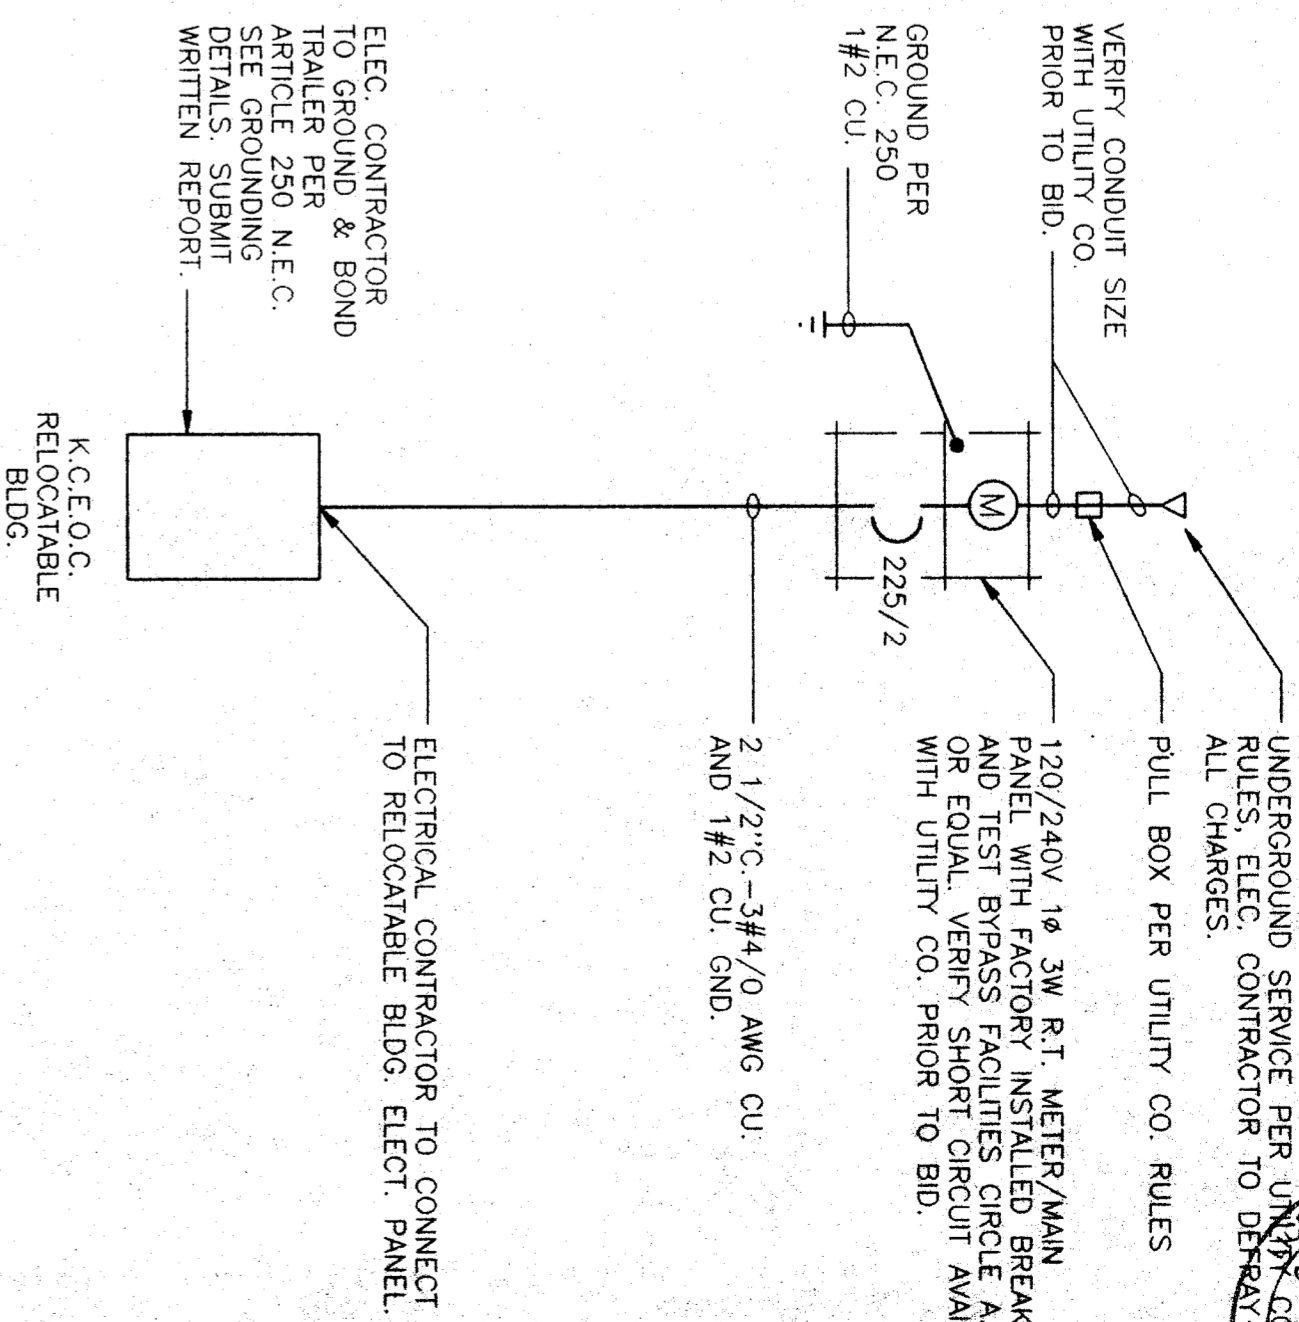 VERIFY CONDUIT SIZE
WITH UTILITY CO.
PRIOR TO BID.
GROUND PER
N.E.C. 250
1#2 CU.
ELEC. CONTRACTOR
TO GROUND & BOND
TRAILER PER
ARTICLE 250 N.E.C.
SEE GROUNDING
DETAILS. SUBMIT
WRITTEN REPORT.
M
225/2
K.C.E.O.C.
RELOCATABLE
BLDG.
UNDERGROUND SERVICE PER UTILITY CO
RULES, ELEC. CONTRACTOR TO DEFRAY
ALL CHARGES.
PULL BOX PER UTILITY CO. RULES
120/240V 1ø 3W R.T. METER/MAIN
PANEL WITH FACTORY INSTALLED BREAK
AND TEST BYPASS FACILITIES CIRCLE A.
OR EQUAL. VERIFY SHORT CIRCUIT AVAI
WITH UTILITY CO. PRIOR TO BID.
2 1/2"C.-3#4/0 AWG CU.
AND 1#2 CU. GND.
ELECTRICAL CONTRACTOR TO CONNECT
TO RELOCATABLE BLDG. ELECT. PANEL.